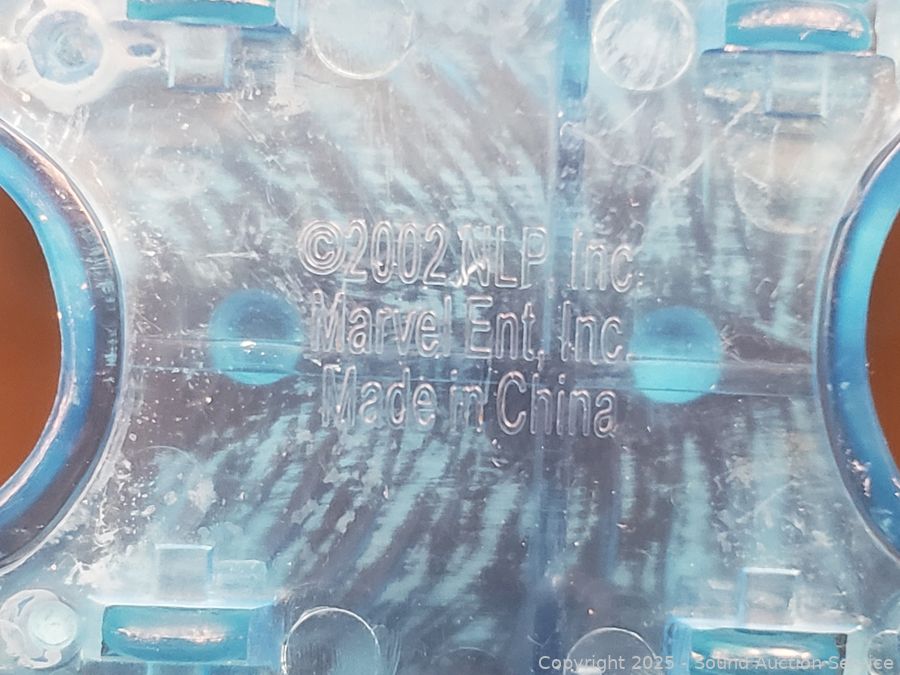 ©2002 NLP, Inc.
Marvel Ent, Inc.
Made in China
Copyright 2025 - Sound Auction Service